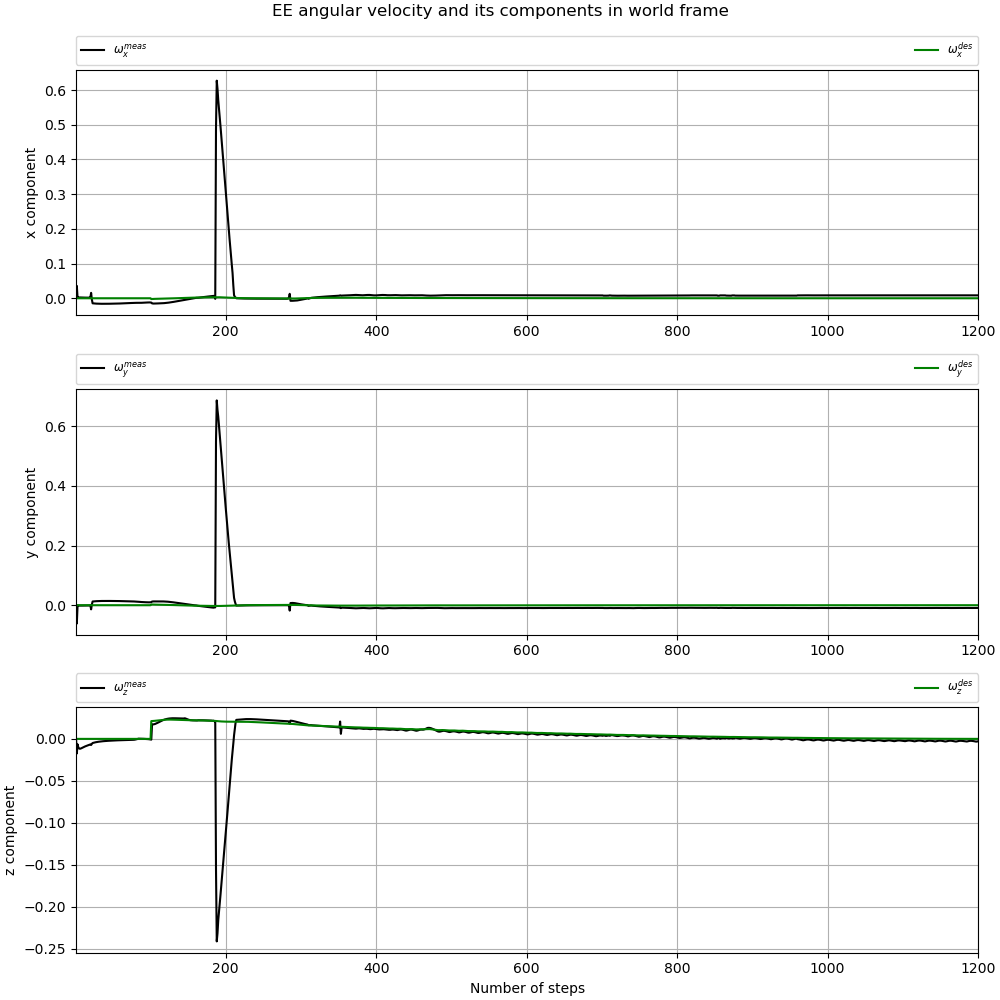 EE angular velocity and its components in world frame
ω_x^meas ω_x^des
0.6
0.5
0.4
0.3
0.2
0.1
0.0
x component
200 400 600 800 1000 1200
ω_y^meas ω_y^des
0.6
0.4
0.2
0.0
y component
200 400 600 800 1000 1200
ω_z^meas ω_z^des
0.00
−0.05
−0.10
−0.15
−0.20
−0.25
z component
200 400 600 800 1000 1200
Number of steps